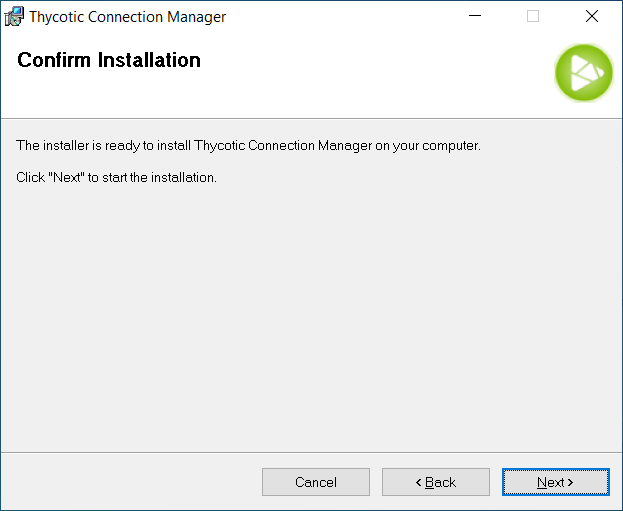 Thycotic Connection Manager
Confirm Installation
The installer is ready to install Thycotic Connection Manager on your computer.
Click "Next" to start the installation.
Cancel
< Back
Next >